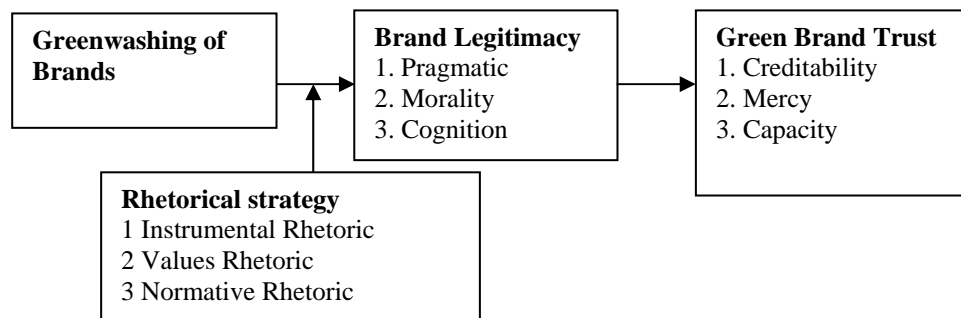 Greenwashing of
Brands
Brand Legitimacy
1. Pragmatic
2. Morality
3. Cognition
Green Brand Trust
1. Creditability
2. Mercy
3. Capacity
Rhetorical strategy
1 Instrumental Rhetoric
2 Values Rhetoric
3 Normative Rhetoric